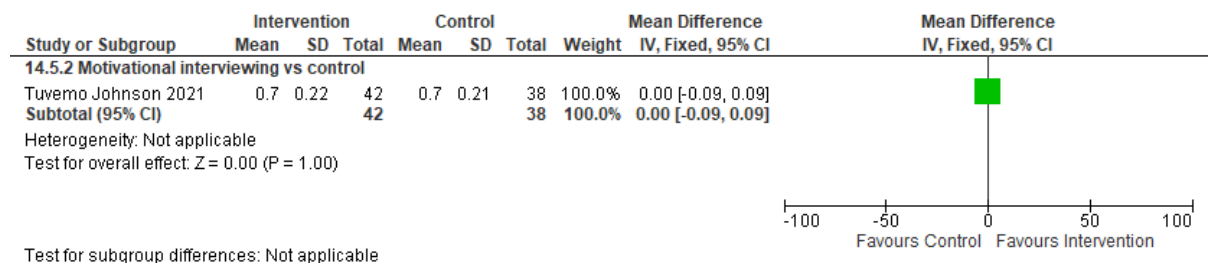 Intervention Control Mean Difference Mean Difference
Study or Subgroup Mean SD Total Mean SD Total Weight IV, Fixed, 95% CI IV, Fixed, 95% CI
14.5.2 Motivational interviewing vs control
Tuvemo Johnson 2021 0.7 0.22 42 0.7 0.21 38 100.0% 0.00 [-0.09, 0.09]
Subtotal (95% CI) 42 38 100.0% 0.00 [-0.09, 0.09]
Heterogeneity: Not applicable
Test for overall effect: Z = 0.00 (P = 1.00)
-100 -50 0 50 100
Favours Control Favours Intervention
Test for subgroup differences: Not applicable